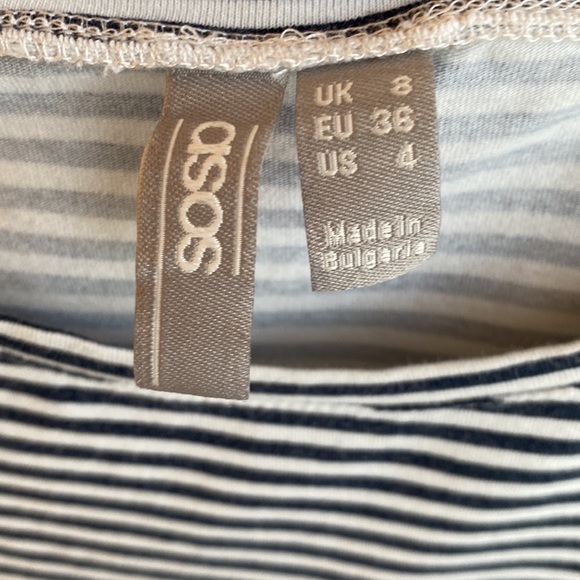 asos
UK 8
EU 36
US 4
Made in
Bulgaria